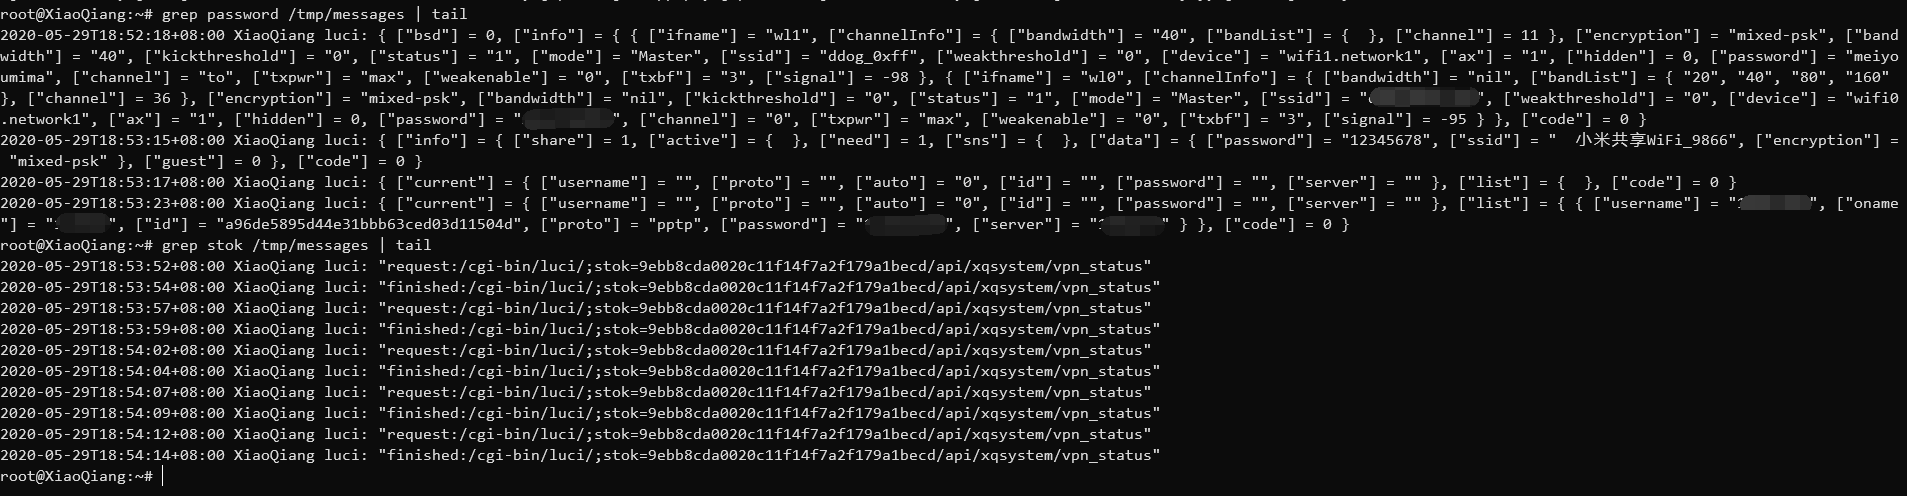 root@XiaoQiang:~# grep password /tmp/messages | tail
2020-05-29T18:52:18+08:00 XiaoQiang luci: { ["bsd"] = 0, ["info"] = { { ["ifname"] = "wl1", ["channelInfo"] = { ["bandwidth"] = "40", ["bandList"] = {  }, ["channel"] = 11 }, ["encryption"] = "mixed-psk", ["band
width"] = "40", ["kickthreshold"] = "0", ["status"] = "1", ["mode"] = "Master", ["ssid"] = "ddog_0xff", ["weakthreshold"] = "0", ["device"] = "wifi1.network1", ["ax"] = "1", ["hidden"] = 0, ["password"] = "meiyo
umima", ["channel"] = "to", ["txpwr"] = "max", ["weakenable"] = "0", ["txbf"] = "3", ["signal"] = -98 }, { ["ifname"] = "wl0", ["channelInfo"] = { ["bandwidth"] = "nil", ["bandList"] = { "20", "40", "80", "160"
}, ["channel"] = 36 }, ["encryption"] = "mixed-psk", ["bandwidth"] = "nil", ["kickthreshold"] = "0", ["status"] = "1", ["mode"] = "Master", ["ssid"] = " ", ["weakthreshold"] = "0", ["device"] = "wifi0
.network1", ["ax"] = "1", ["hidden"] = 0, ["password"] = " ", ["channel"] = "0", ["txpwr"] = "max", ["weakenable"] = "0", ["txbf"] = "3", ["signal"] = -95 } }, ["code"] = 0 }
2020-05-29T18:53:15+08:00 XiaoQiang luci: { ["info"] = { ["share"] = 1, ["active"] = {  }, ["need"] = 1, ["sns"] = {  }, ["data"] = { ["password"] = "12345678", ["ssid"] = "  小米共享WiFi_9866", ["encryption"] =
"mixed-psk" }, ["guest"] = 0 }, ["code"] = 0 }
2020-05-29T18:53:17+08:00 XiaoQiang luci: { ["current"] = { ["username"] = "", ["proto"] = "", ["auto"] = "0", ["id"] = "", ["password"] = "", ["server"] = "" }, ["list"] = {  }, ["code"] = 0 }
2020-05-29T18:53:23+08:00 XiaoQiang luci: { ["current"] = { ["username"] = "", ["proto"] = "", ["auto"] = "0", ["id"] = "", ["password"] = "", ["server"] = "" }, ["list"] = { { ["username"] = " ", ["oname
"] = " ", ["id"] = "a96de5895d44e31bbb63ced03d11504d", ["proto"] = "pptp", ["password"] = " ", ["server"] = " " } }, ["code"] = 0 }
root@XiaoQiang:~# grep stok /tmp/messages | tail
2020-05-29T18:53:52+08:00 XiaoQiang luci: "request:/cgi-bin/luci/;stok=9ebb8cda0020c11f14f7a2f179a1becd/api/xqsystem/vpn_status"
2020-05-29T18:53:54+08:00 XiaoQiang luci: "finished:/cgi-bin/luci/;stok=9ebb8cda0020c11f14f7a2f179a1becd/api/xqsystem/vpn_status"
2020-05-29T18:53:57+08:00 XiaoQiang luci: "request:/cgi-bin/luci/;stok=9ebb8cda0020c11f14f7a2f179a1becd/api/xqsystem/vpn_status"
2020-05-29T18:53:59+08:00 XiaoQiang luci: "finished:/cgi-bin/luci/;stok=9ebb8cda0020c11f14f7a2f179a1becd/api/xqsystem/vpn_status"
2020-05-29T18:54:02+08:00 XiaoQiang luci: "request:/cgi-bin/luci/;stok=9ebb8cda0020c11f14f7a2f179a1becd/api/xqsystem/vpn_status"
2020-05-29T18:54:04+08:00 XiaoQiang luci: "finished:/cgi-bin/luci/;stok=9ebb8cda0020c11f14f7a2f179a1becd/api/xqsystem/vpn_status"
2020-05-29T18:54:07+08:00 XiaoQiang luci: "request:/cgi-bin/luci/;stok=9ebb8cda0020c11f14f7a2f179a1becd/api/xqsystem/vpn_status"
2020-05-29T18:54:09+08:00 XiaoQiang luci: "finished:/cgi-bin/luci/;stok=9ebb8cda0020c11f14f7a2f179a1becd/api/xqsystem/vpn_status"
2020-05-29T18:54:12+08:00 XiaoQiang luci: "request:/cgi-bin/luci/;stok=9ebb8cda0020c11f14f7a2f179a1becd/api/xqsystem/vpn_status"
2020-05-29T18:54:14+08:00 XiaoQiang luci: "finished:/cgi-bin/luci/;stok=9ebb8cda0020c11f14f7a2f179a1becd/api/xqsystem/vpn_status"
root@XiaoQiang:~#